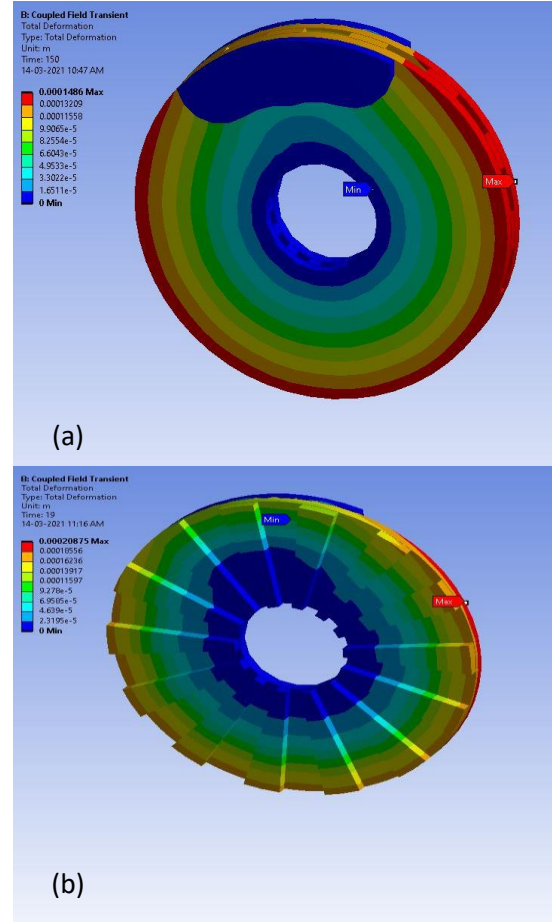 B: Coupled Field Transient
Total Deformation
Type: Total Deformation
Unit: m
Time: 150
14-03-2021 10:47 AM
0.0001486 Max
0.00013209
0.00011558
9.9065e-5
8.2554e-5
6.6043e-5
4.9533e-5
3.3022e-5
1.6511e-5
0 Min
Min
Max
(a)
B: Coupled Field Transient
Total Deformation
Type: Total Deformation
Unit: m
Time: 19
14-03-2021 11:16 AM
0.00020875 Max
0.00018556
0.00016236
0.00013917
0.00011597
9.278e-5
6.9585e-5
4.639e-5
2.3195e-5
0 Min
Min
Max
(b)